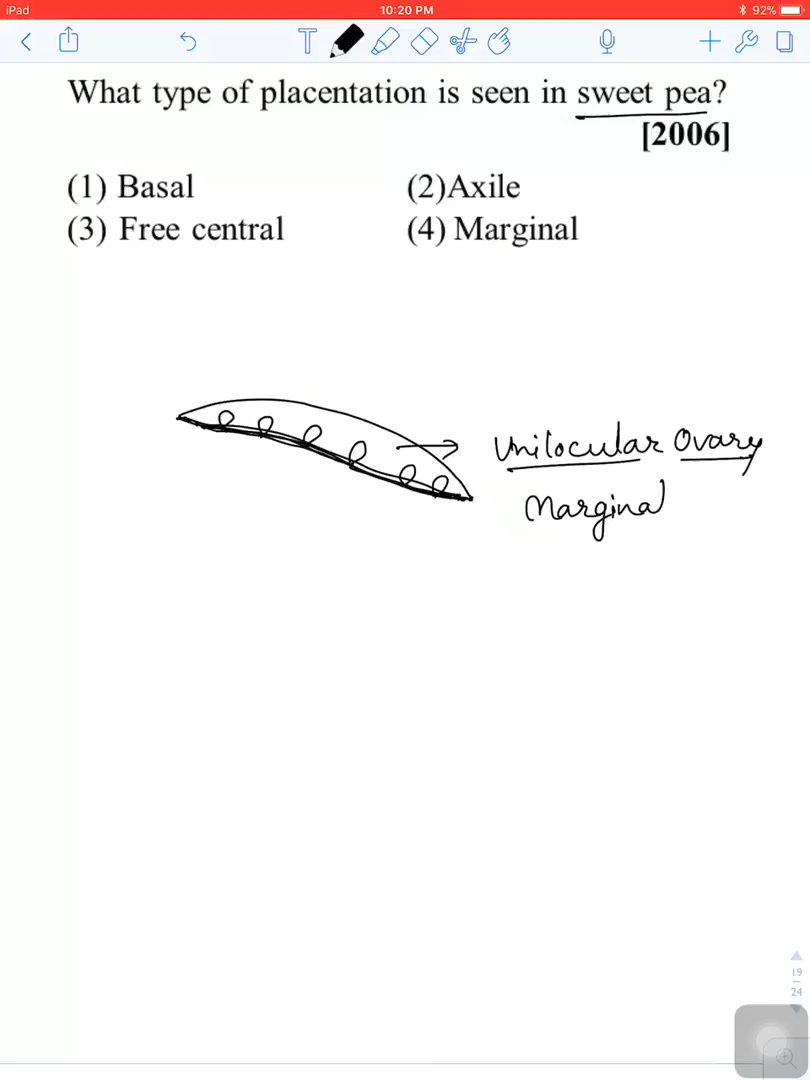 iPad 10:20 PM 92%
T
What type of placentation is seen in sweet pea?
[2006]
(1) Basal (2)Axile
(3) Free central (4) Marginal
Unilocular Ovary
Marginal
19
24